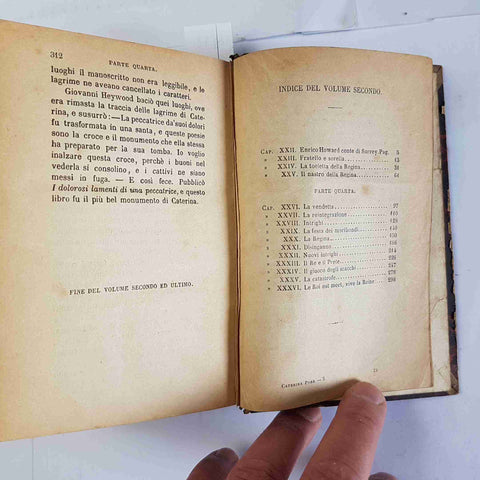 312
PARTE QUARTA.
luoghi il manoscritto non era leggibile, e le
lagrime ne aveano cancellato i caratteri.
Giovanni Heywood baciò quei luoghi, ove
era rimasta la traccia delle lagrime di Cate-
rina, e susurrò:—La peccatrice da'suoi dolori
fu trasformata in una santa, e queste poesie
sono la croce e il monumento che ella stessa
ha preparato per la sua tomba. Io voglio
inalzare questa croce, perchè i buoni nel
vederla si consolino, e i cattivi ne siano
messi in fuga. — E così fece. Pubblicò
I dolorosi lamenti di una peccatrice, e questo
libro fu il più bel monumento di Caterina.
FINE DEL VOLUME SECONDO ED ULTIMO.
INDICE DEL VOLUME SECONDO.
CAP. XXII. Enrico Howard conte di Surrey. Pag. 5
» XXIII. Fratello e sorella
» XXIV. La toeletta della Regina
» XXV. Il nastro della Regina 64
PARTE QUARTA.
CAP. XXVI. La vendetta 97
» XXVII. La reintegrazione
» XXVIII. Intrighi
» XXIX. La festa dei moribondi
» XXX. La Regina
» XXXI. Disinganno
» XXXII. Nuovi intrighi
» XXXIII. Il Re e il Prete 247
» XXXIV. Il giuoco degli scacchi
» XXXV. La catastrofe
» XXXVI. Le Roi est mort, vive la Reine
CATERINA PARR